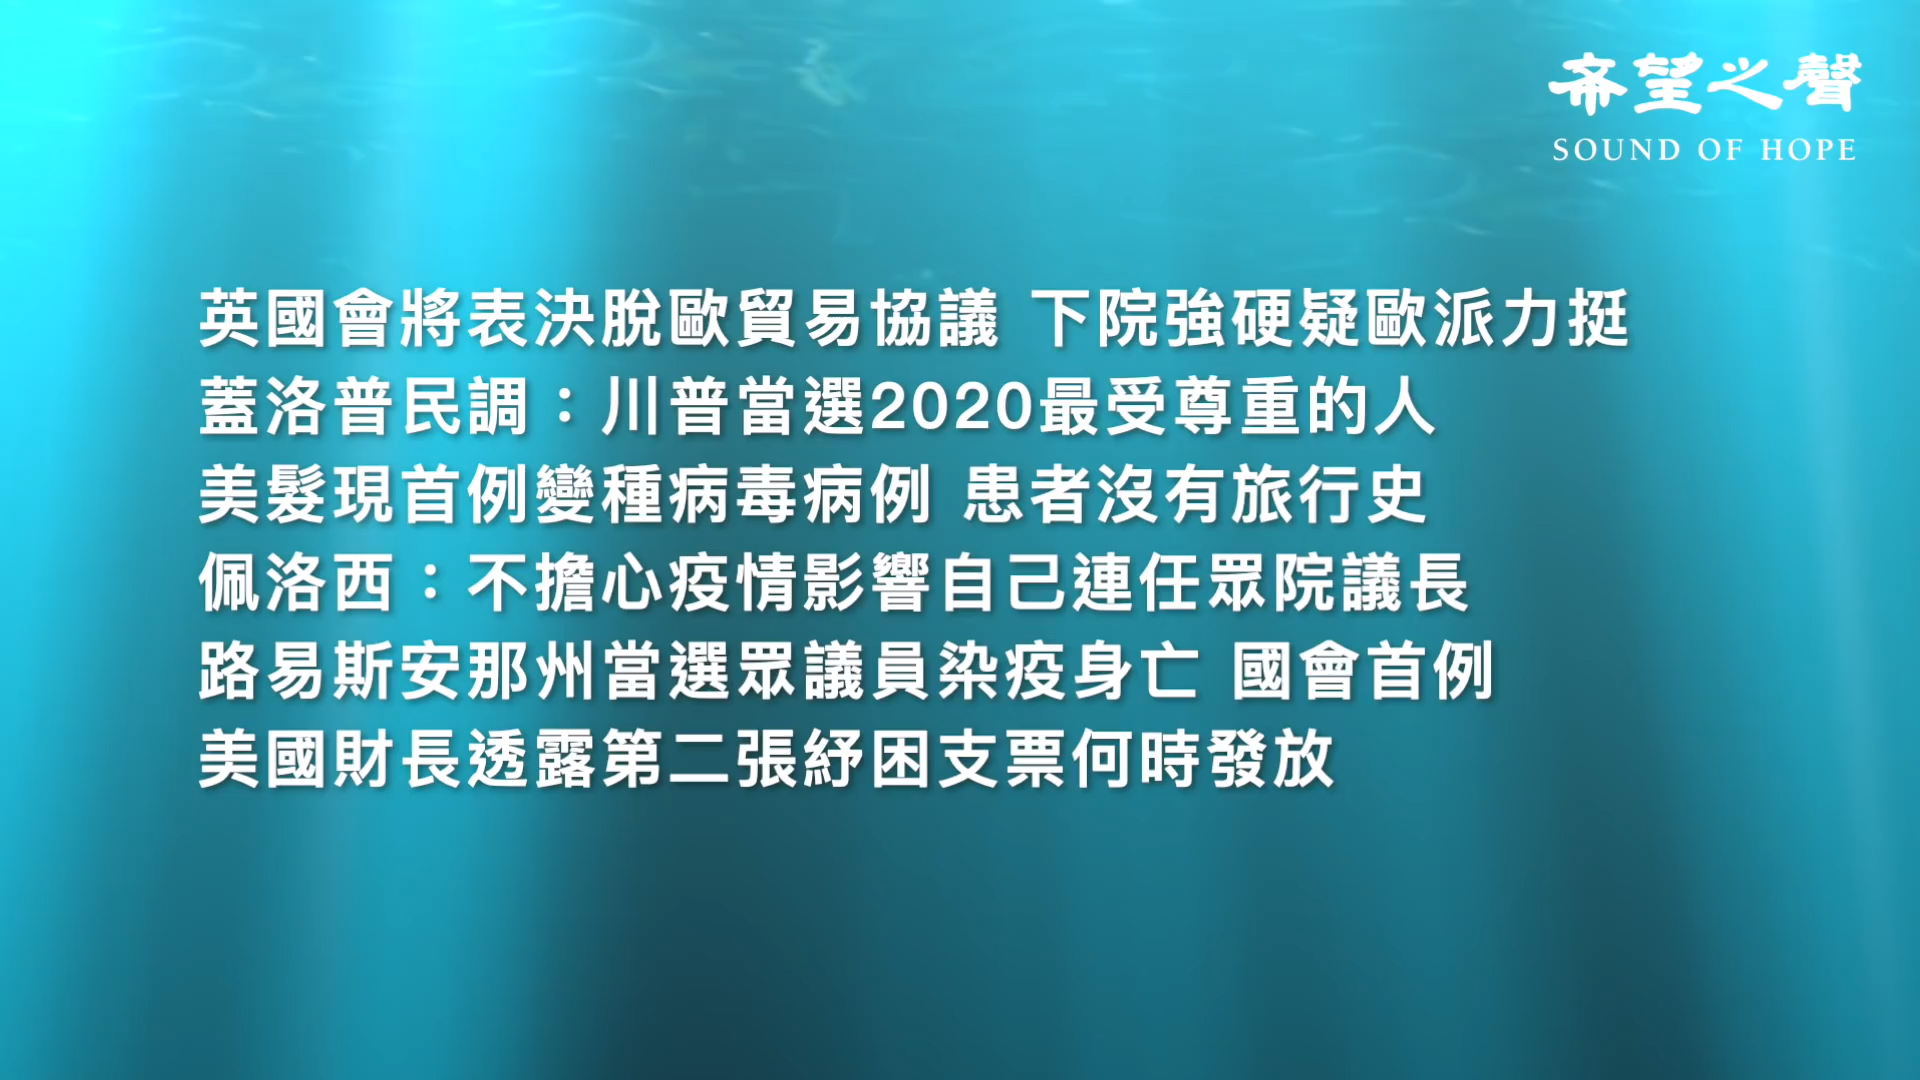 希望之聲
SOUND OF HOPE
英國會將表決脫歐貿易協議 下院強硬疑歐派力挺
蓋洛普民調：川普當選2020最受尊重的人
美髮現首例變種病毒病例 患者沒有旅行史
佩洛西：不擔心疫情影響自己連任眾院議長
路易斯安那州當選眾議員染疫身亡 國會首例
美國財長透露第二張紓困支票何時發放